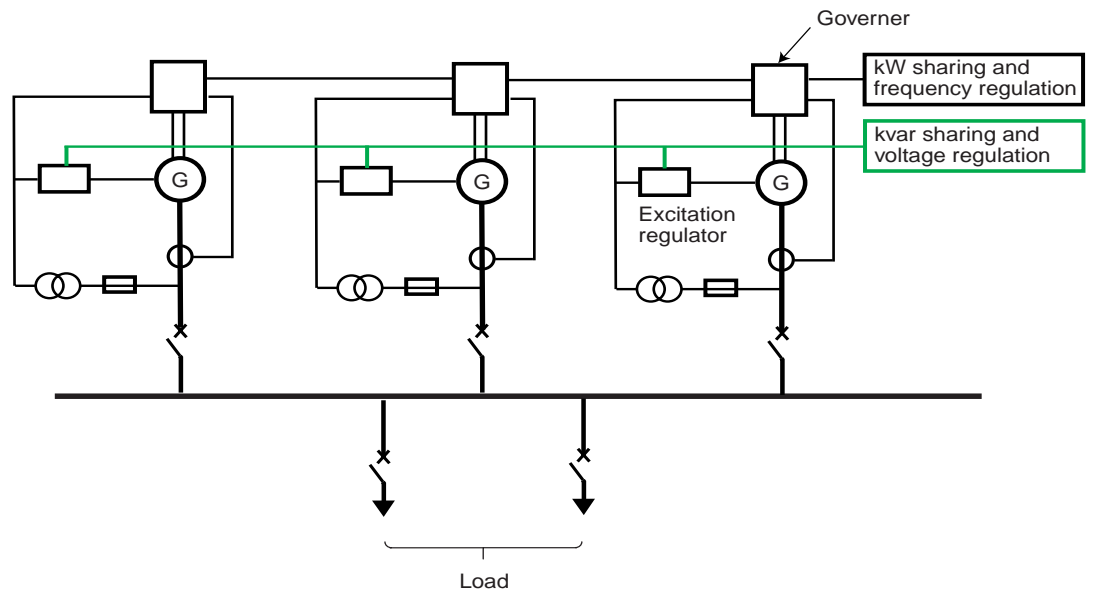 Governer
kW sharing and
frequency regulation
kvar sharing and
voltage regulation
G
G
G
Excitation
regulator
Load